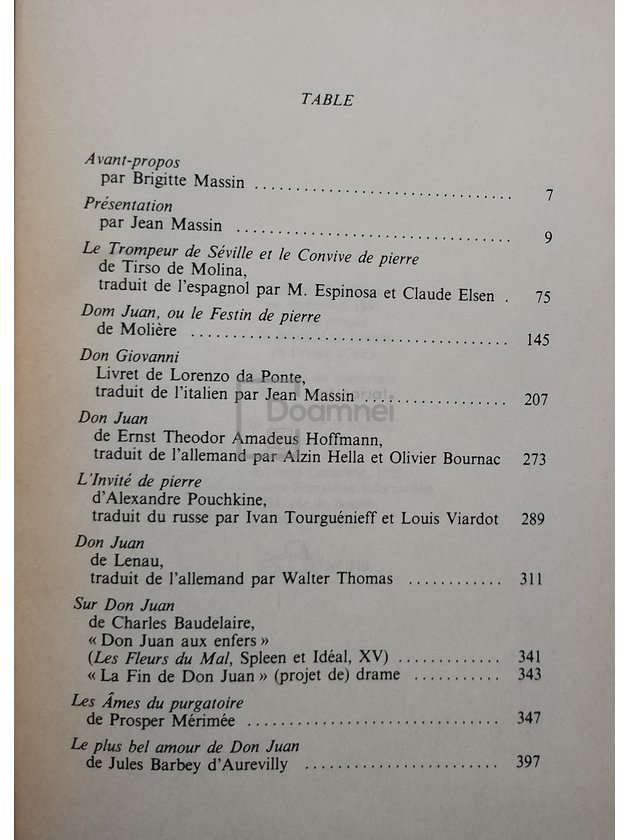 TABLE
Avant-propos
par Brigitte Massin ................................ 7
Présentation
par Jean Massin ................................ 9
Le Trompeur de Séville et le Convive de pierre
de Tirso de Molina,
traduit de l'espagnol par M. Espinosa et Claude Elsen . 75
Dom Juan, ou le Festin de pierre
de Molière ................................ 145
Don Giovanni
Livret de Lorenzo da Ponte,
traduit de l'italien par Jean Massin ................ 207
Doamnei
Don Juan
de Ernst Theodor Amadeus Hoffmann,
traduit de l'allemand par Alzin Hella et Olivier Bournac 273
L'Invité de pierre
d'Alexandre Pouchkine,
traduit du russe par Ivan Tourguénieff et Louis Viardot 289
Don Juan
de Lenau,
traduit de l'allemand par Walter Thomas ............ 311
Sur Don Juan
de Charles Baudelaire,
« Don Juan aux enfers »
(Les Fleurs du Mal, Spleen et Idéal, XV) ............. 341
« La Fin de Don Juan » (projet de) drame ........... 343
Les Âmes du purgatoire
de Prosper Mérimée ................................ 347
Le plus bel amour de Don Juan
de Jules Barbey d'Aurevilly ........................ 397